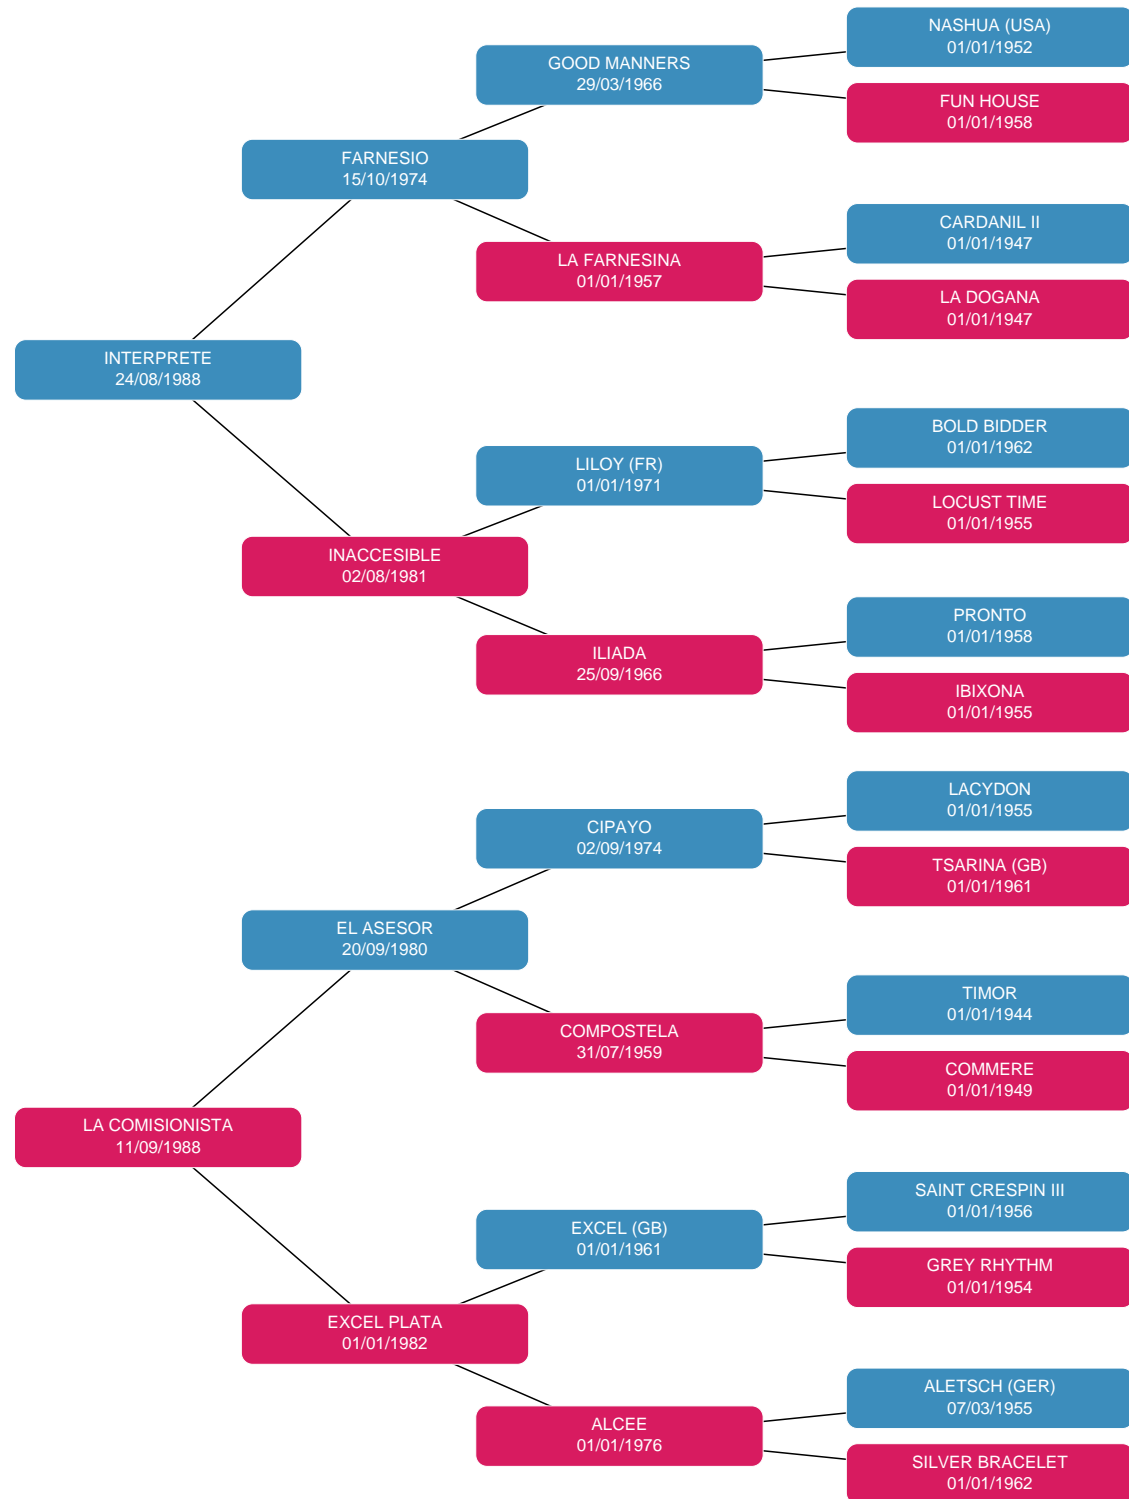 NASHUA (USA)
01/01/1952
GOOD MANNERS
29/03/1966
FUN HOUSE
01/01/1958
FARNESIO
15/10/1974
CARDANIL II
01/01/1947
LA FARNESINA
01/01/1957
LA DOGANA
01/01/1947
INTERPRETE
24/08/1988
BOLD BIDDER
01/01/1962
LILOY (FR)
01/01/1971
LOCUST TIME
01/01/1955
INACCESIBLE
02/08/1981
PRONTO
01/01/1958
ILIADA
25/09/1966
IBIXONA
01/01/1955
LACYDON
01/01/1955
CIPAYO
02/09/1974
TSARINA (GB)
01/01/1961
EL ASESOR
20/09/1980
TIMOR
01/01/1944
COMPOSTELA
31/07/1959
COMMERE
01/01/1949
LA COMISIONISTA
11/09/1988
SAINT CRESPIN III
01/01/1956
EXCEL (GB)
01/01/1961
GREY RHYTHM
01/01/1954
EXCEL PLATA
01/01/1982
ALETSCH (GER)
07/03/1955
ALCEE
01/01/1976
SILVER BRACELET
01/01/1962